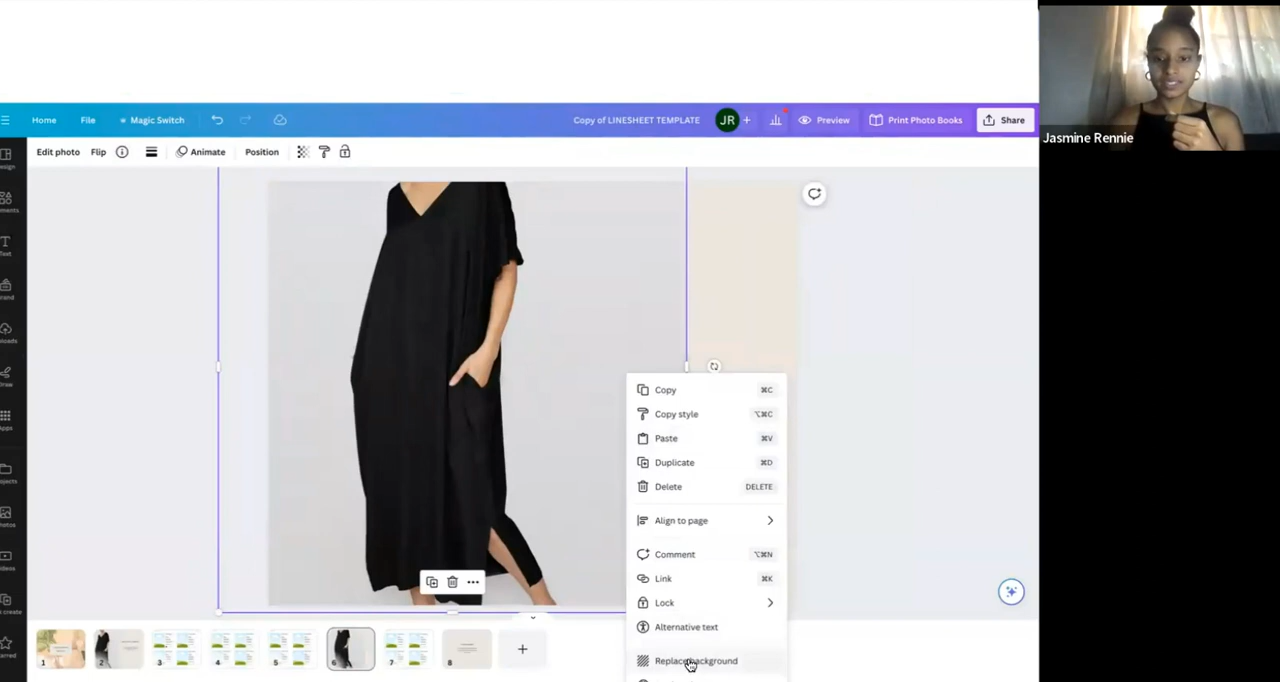 Home File Magic Switch Copy of LINESHEET TEMPLATE JR + Preview Print Photo Books Share
Jasmine Rennie
Edit photo Flip Animate Position
Copy ⌘C
Copy style ⌥⌘C
Paste ⌘V
Duplicate ⌘D
Delete DELETE
Align to page
Comment ⌥⌘N
Link ⌘K
Lock
Alternative text
Replace background
1 2 3 4 5 6 7 8 +